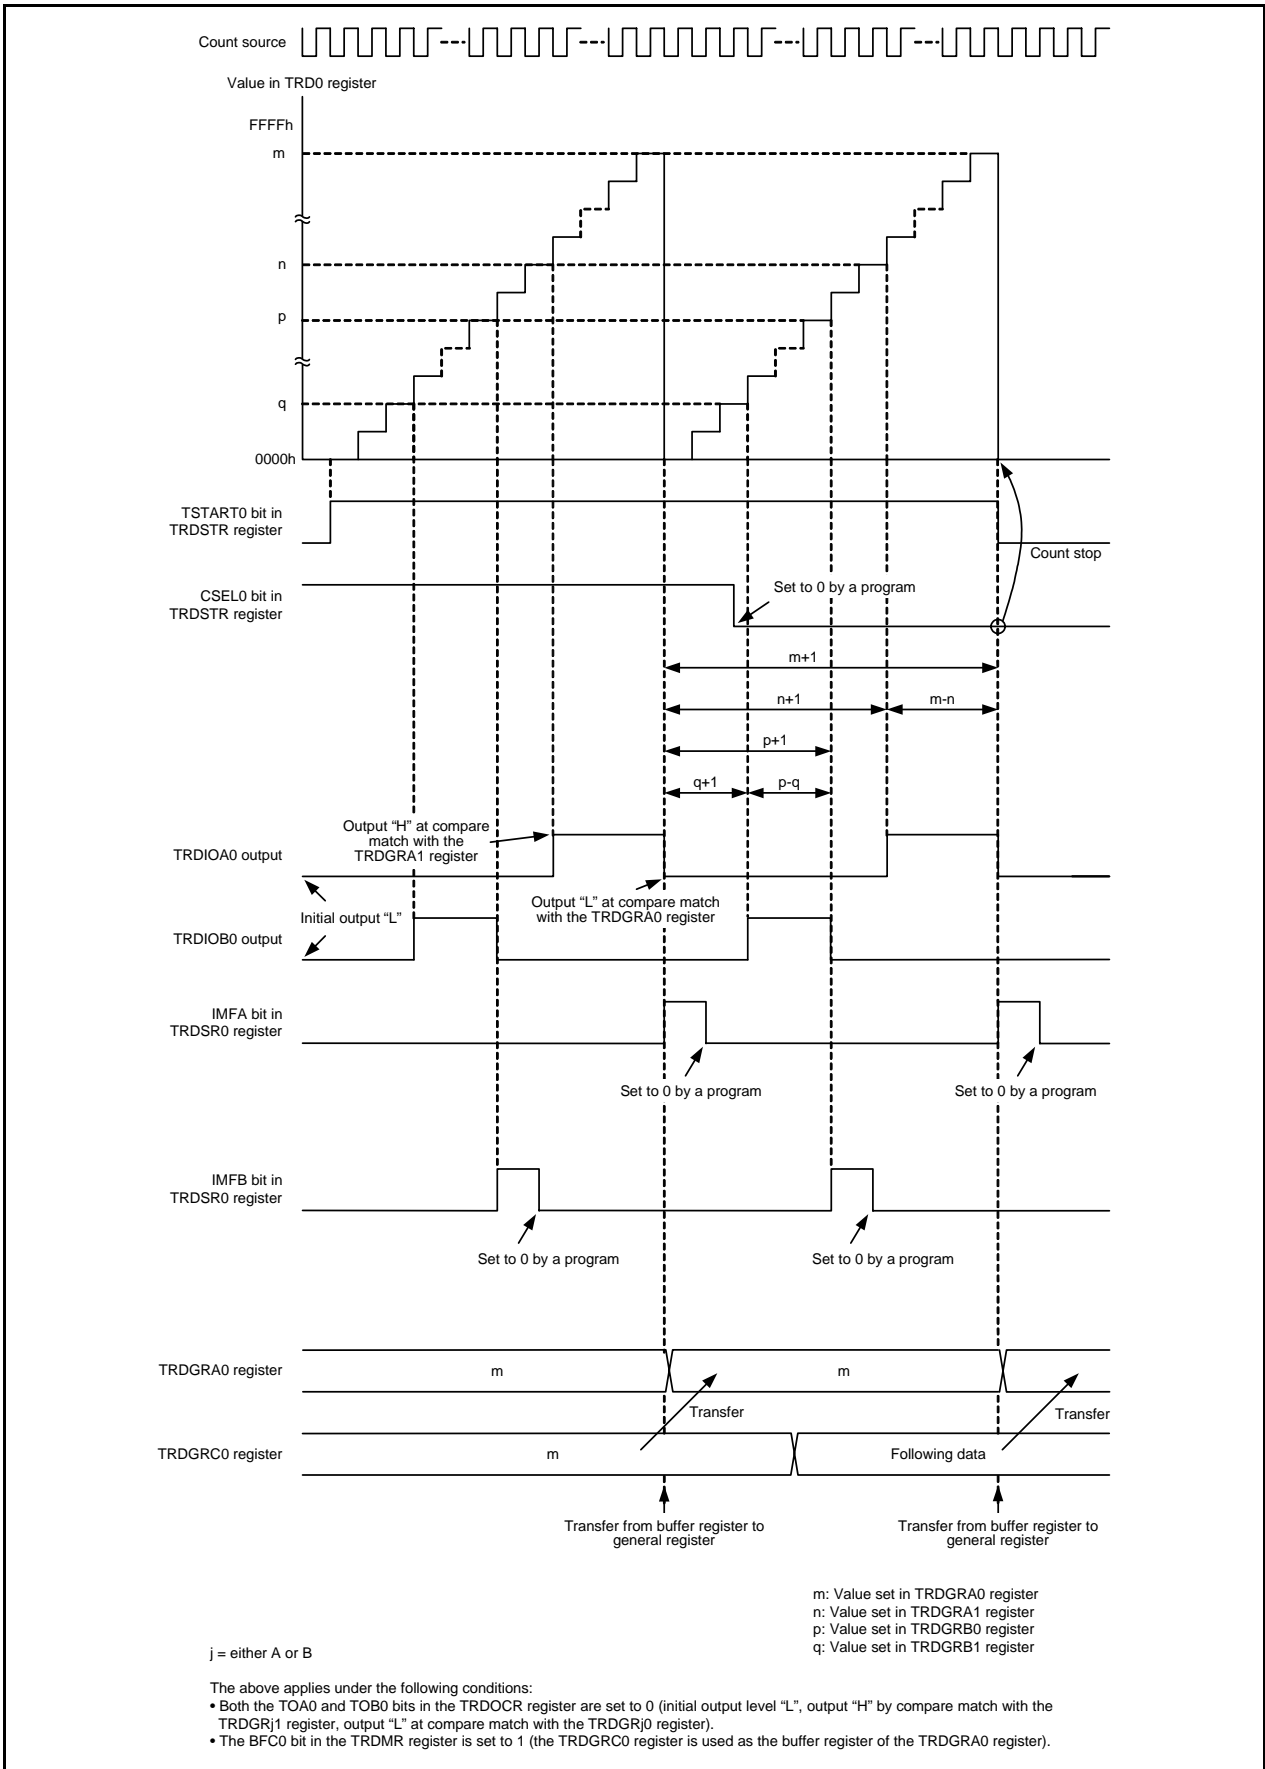 Count source
Value in TRD0 register
FFFFh
m
n
p
q
0000h
TSTART0 bit in
TRDSTR register
Count stop
CSEL0 bit in
TRDSTR register
Set to 0 by a program
m+1
n+1
m-n
p+1
q+1
p-q
Output “H” at compare
match with the
TRDGRA1 register
TRDIOA0 output
Output “L” at compare match
with the TRDGRA0 register
Initial output “L”
TRDIOB0 output
IMFA bit in
TRDSR0 register
Set to 0 by a program
Set to 0 by a program
IMFB bit in
TRDSR0 register
Set to 0 by a program
Set to 0 by a program
TRDGRA0 register
m
m
Transfer
Transfer
TRDGRC0 register
m
Following data
Transfer from buffer register to
general register
Transfer from buffer register to
general register
m: Value set in TRDGRA0 register
n: Value set in TRDGRA1 register
p: Value set in TRDGRB0 register
q: Value set in TRDGRB1 register
j = either A or B
The above applies under the following conditions:
• Both the TOA0 and TOB0 bits in the TRDOCR register are set to 0 (initial output level “L”, output “H” by compare match with the
TRDGRj1 register, output “L” at compare match with the TRDGRj0 register).
• The BFC0 bit in the TRDMR register is set to 1 (the TRDGRC0 register is used as the buffer register of the TRDGRA0 register).